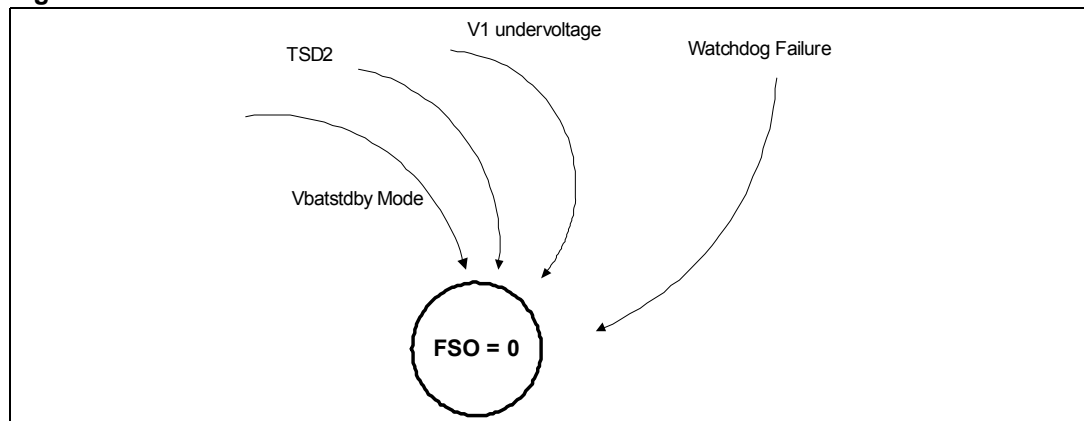 V1 undervoltage
TSD2
Watchdog Failure
Vbatstdby Mode
FSO = 0